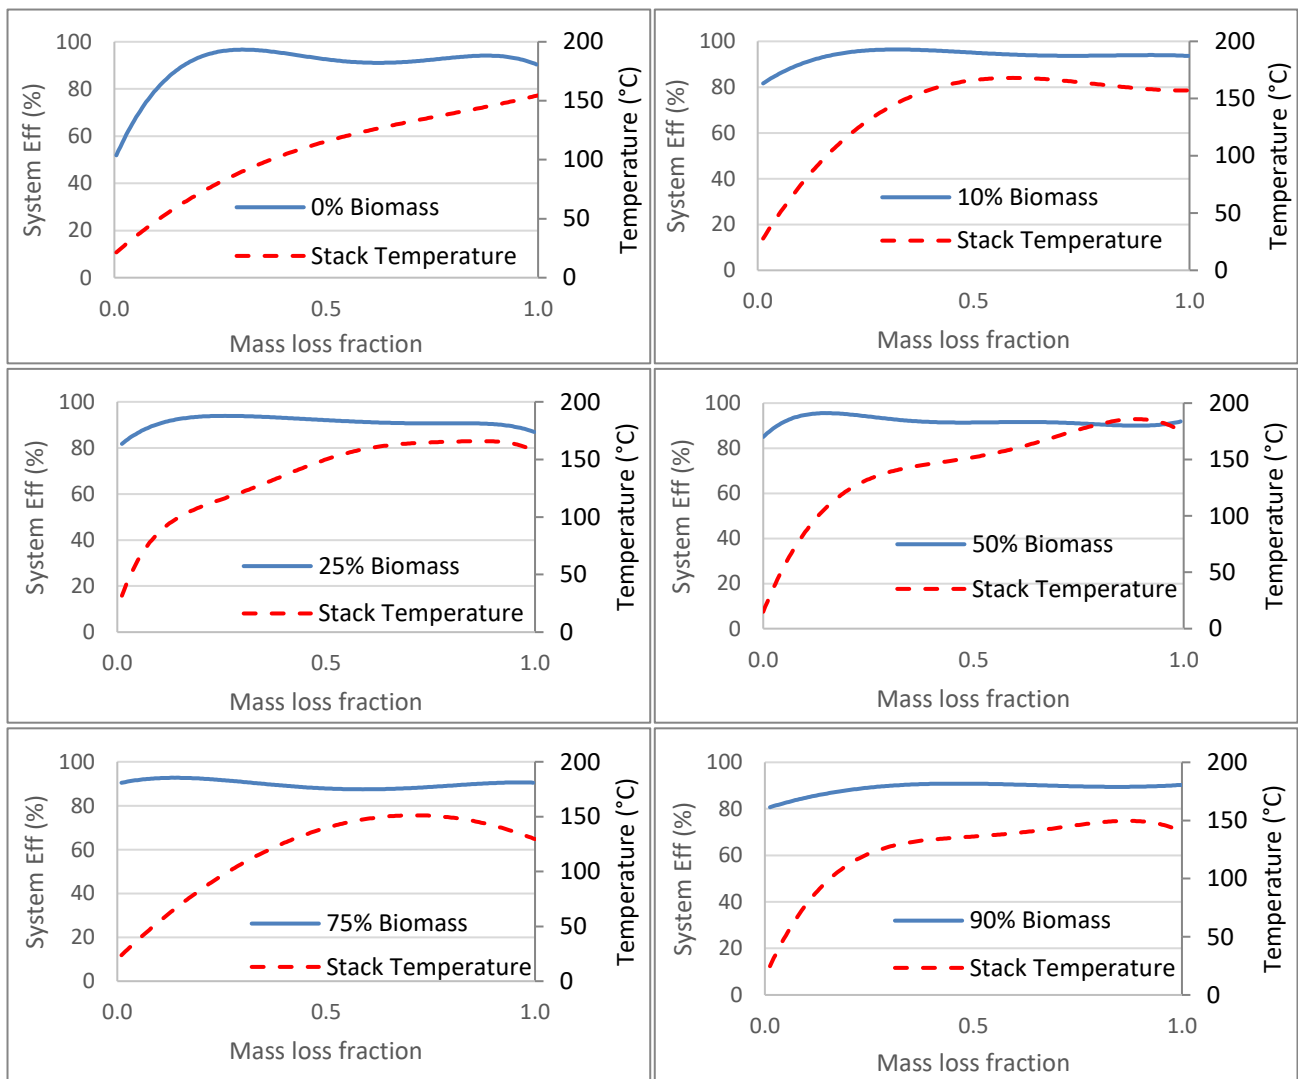 System Eff (%)
100
80
60
40
20
0
200
150
100
50
0
Temperature (°C)
0% Biomass
Stack Temperature
0.0
0.5
1.0
Mass loss fraction
System Eff (%)
100
80
60
40
20
0
200
150
100
50
0
Temperature (°C)
10% Biomass
Stack Temperature
0.0
0.5
1.0
Mass loss fraction
System Eff (%)
100
80
60
40
20
0
200
150
100
50
0
Temperature (°C)
25% Biomass
Stack Temperature
0.0
0.5
1.0
Mass loss fraction
System Eff (%)
100
80
60
40
20
0
200
150
100
50
0
Temperature (°C)
50% Biomass
Stack Temperature
0.0
0.5
1.0
Mass loss fraction
System Eff (%)
100
80
60
40
20
0
200
150
100
50
0
Temperature (°C)
75% Biomass
Stack Temperature
0.0
0.5
1.0
Mass loss fraction
System Eff (%)
100
80
60
40
20
0
200
150
100
50
0
Temperature (°C)
90% Biomass
Stack Temperature
0.0
0.5
1.0
Mass loss fraction